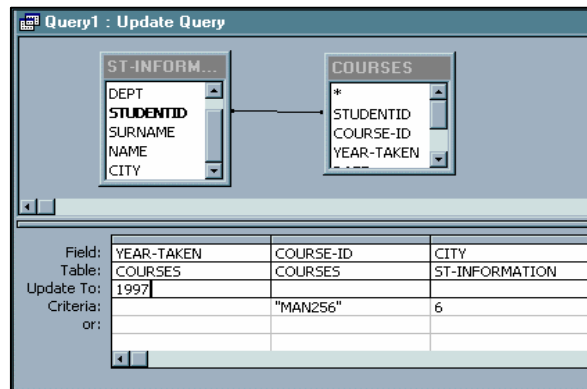 Query1 : Update Query
ST-INFORM...
DEPT
STUDENTID
SURNAME
NAME
CITY
COURSES
*
STUDENTID
COURSE-ID
YEAR-TAKEN
Field: YEAR-TAKEN COURSE-ID CITY
Table: COURSES COURSES ST-INFORMATION
Update To: 1997
Criteria: "MAN256" 6
or: